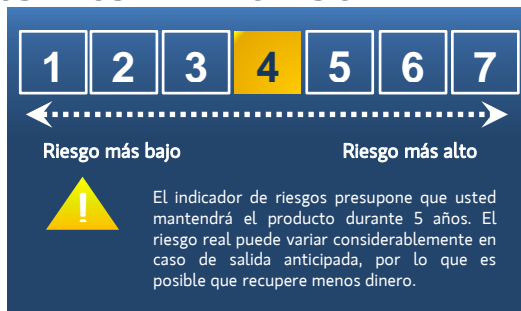 1 2 3 4 5 6 7
Riesgo más bajo Riesgo más alto
!
El indicador de riesgos presupone que usted
mantendrá el producto durante 5 años. El
riesgo real puede variar considerablemente en
caso de salida anticipada, por lo que es
posible que recupere menos dinero.